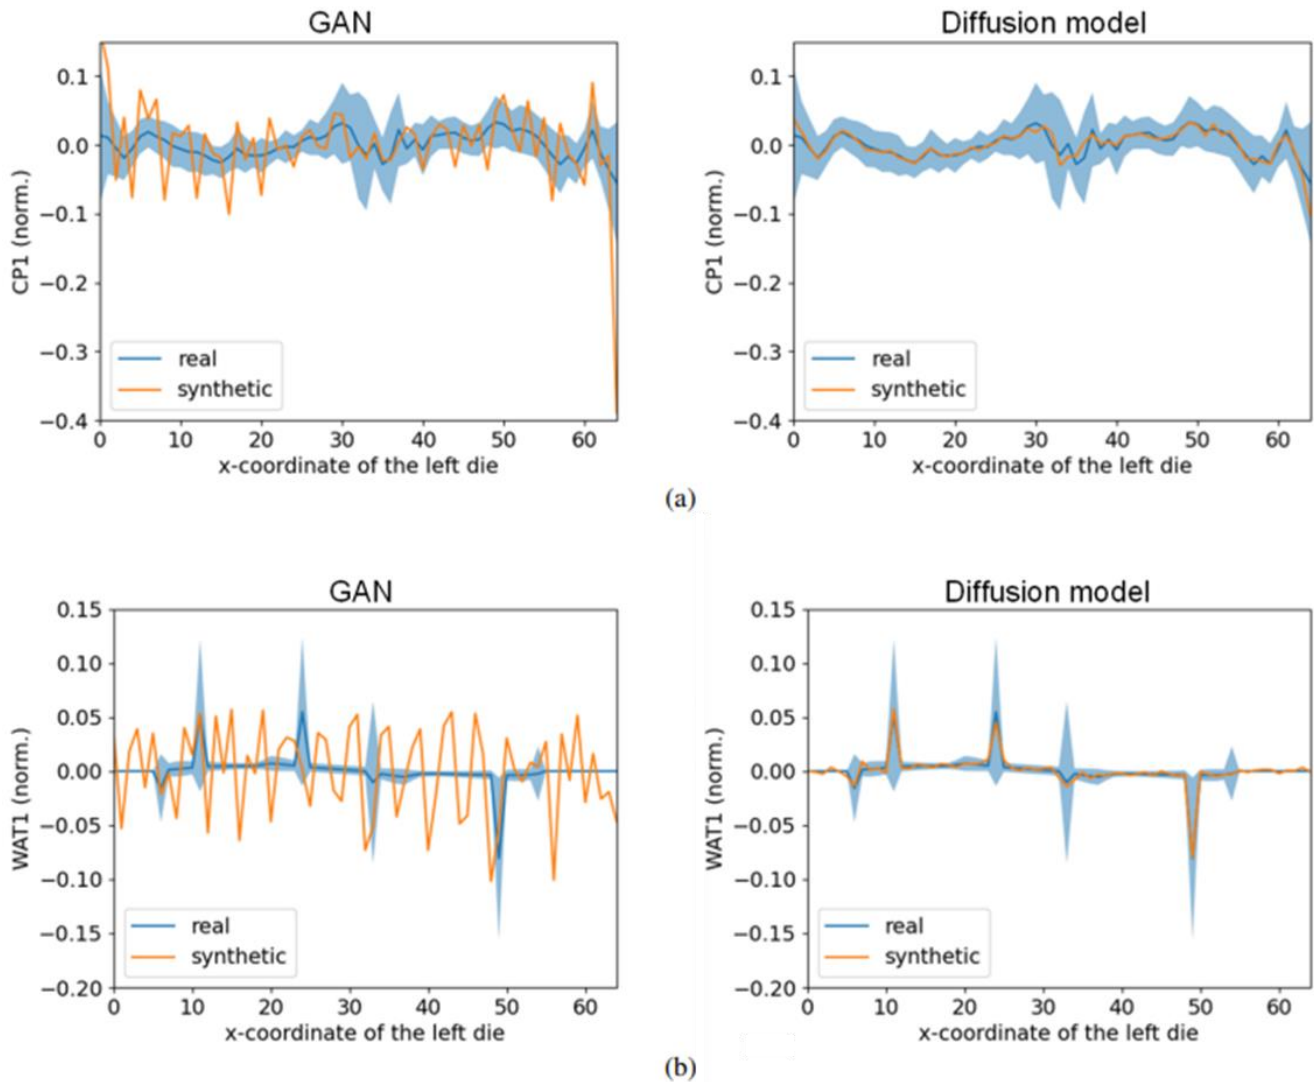 GAN
0.1
0.0
−0.1
−0.2
−0.3
−0.4
CP1 (norm.)
real
synthetic
0 10 20 30 40 50 60
x-coordinate of the left die
Diffusion model
0.1
0.0
−0.1
−0.2
−0.3
−0.4
CP1 (norm.)
real
synthetic
0 10 20 30 40 50 60
x-coordinate of the left die
(a)
GAN
0.15
0.10
0.05
0.00
−0.05
−0.10
−0.15
−0.20
WAT1 (norm.)
real
synthetic
0 10 20 30 40 50 60
x-coordinate of the left die
Diffusion model
0.15
0.10
0.05
0.00
−0.05
−0.10
−0.15
−0.20
WAT1 (norm.)
real
synthetic
0 10 20 30 40 50 60
x-coordinate of the left die
(b)